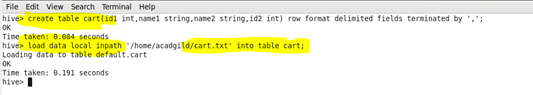 File Edit View Search Terminal Help
hive> create table cart(id1 int,name1 string,name2 string,id2 int) row format delimited fields terminated by ',';
OK
Time taken: 0.084 seconds
hive> load data local inpath '/home/acadgild/cart.txt' into table cart;
Loading data to table default.cart
OK
Time taken: 0.191 seconds
hive>